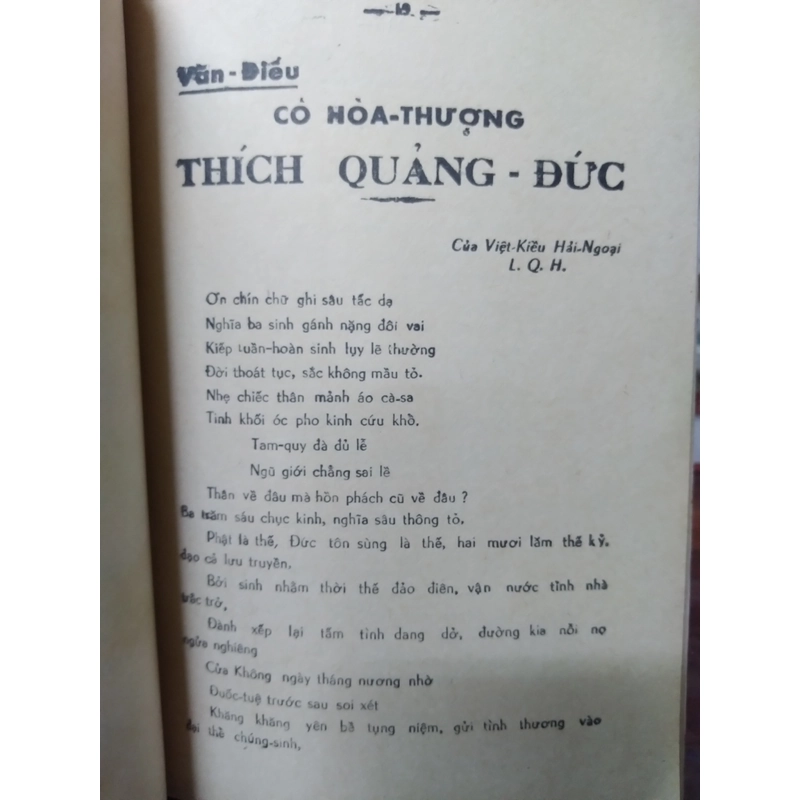 — 19 —
Văn-Điếu
CỐ HÒA-THƯỢNG
THÍCH QUẢNG - ĐỨC
Của Việt-Kiều Hải-Ngoại
L. Q. H.
Ơn chín chữ ghi sâu tấc dạ
Nghĩa ba sinh gánh nặng đôi vai
Kiếp tuần-hoàn sinh lụy lẽ thường
Đời thoát tục, sắc không mầu tỏ.
Nhẹ chiếc thân mảnh áo cà-sa
Tinh khối óc pho kinh cứu khổ.
Tam-quy đà đủ lễ
Ngũ giới chẳng sai lẽ
Thân về đâu mà hồn phách cũ về đâu ?
Ba trăm sáu chục kinh, nghĩa sâu thông tỏ,
Phật là thế, Đức tôn sùng là thế, hai mươi lăm thế kỷ,
đạo cả lưu truyền.
Bởi sinh nhằm thời thế đảo điên, vận nước tình nhà
trắc trở,
Đành xếp lại tấm tình dang dở, đường kia nỗi nọ
ngửa nghiêng
Cửa Không ngày tháng nương nhờ
Đuốc-tuệ trước sau soi xét
Khăng khăng yên bề tụng niệm, gửi tình thương vào
đại thể chúng-sinh,